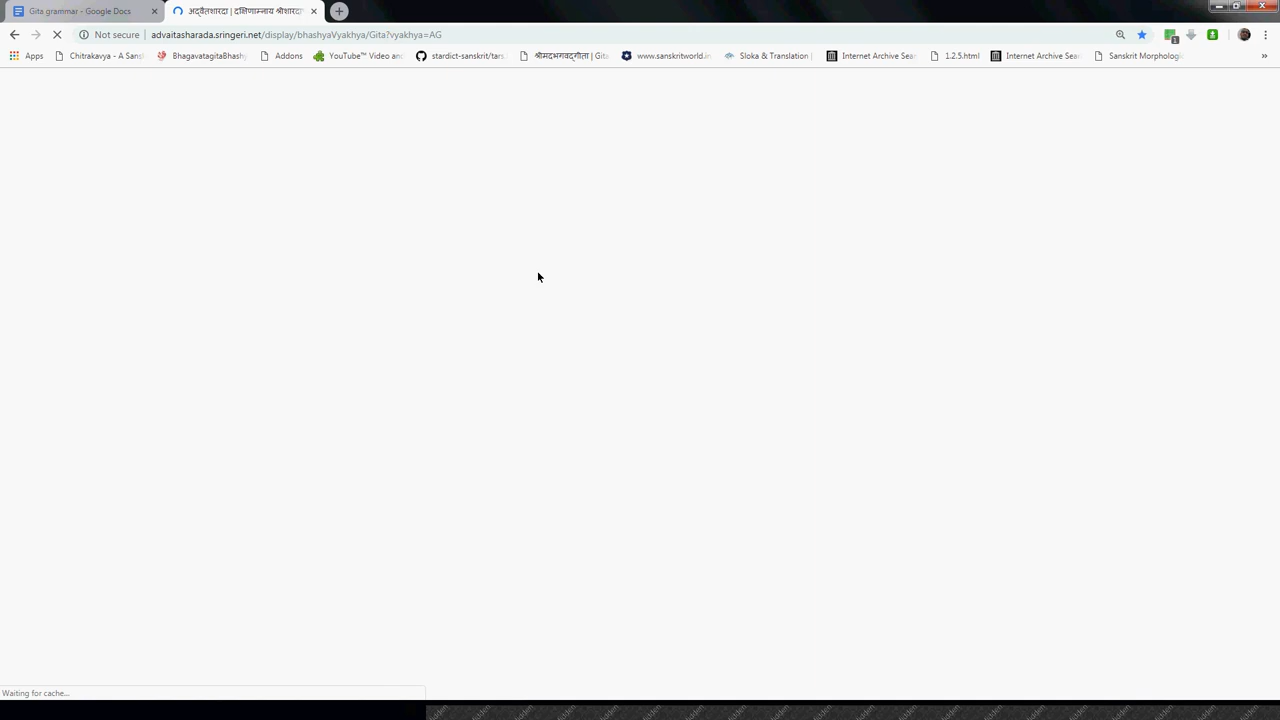 Gita grammar - Google Docs
अद्वैतशारदा | दक्षिणाम्नाय श्रीशारदा
Not secure | advaitasharada.sringeri.net/display/bhashyaVyakhya/Gita?vyakhya=AG
Apps Chitrakavya - A Sans BhagavatagitaBhash Addons YouTube™ Video and stardict-sanskrit/tars श्रीमद्भगवद्गीता | Gita www.sanskritworld.in Sloka & Translation | Internet Archive Sear 1.2.5.html Internet Archive Sear Sanskrit Morphologic »
Waiting for cache...